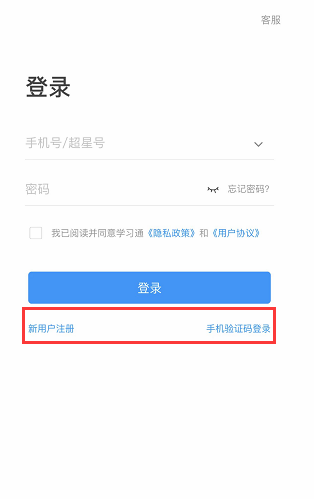 客服
登录
手机号/超星号
密码 忘记密码?
我已阅读并同意学习通《隐私政策》和《用户协议》
登录
新用户注册 手机验证码登录